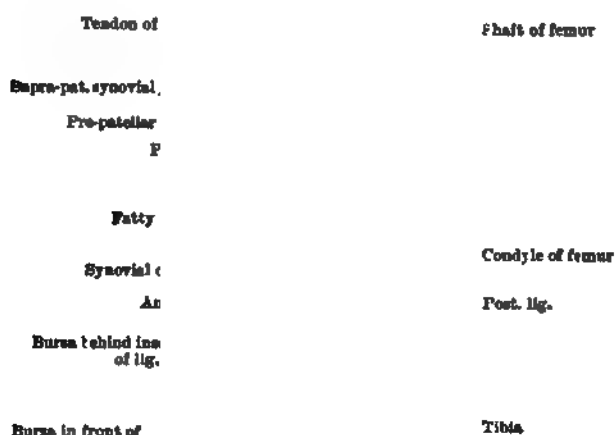 Tendon of
Shaft of femur
Supra-pat. synovial
Pre-patellar
P
Fatty
Condyle of femur
Synovial c
An
Post. lig.
Bursa behind inse
of lig.
Bursa in front of
Tibia